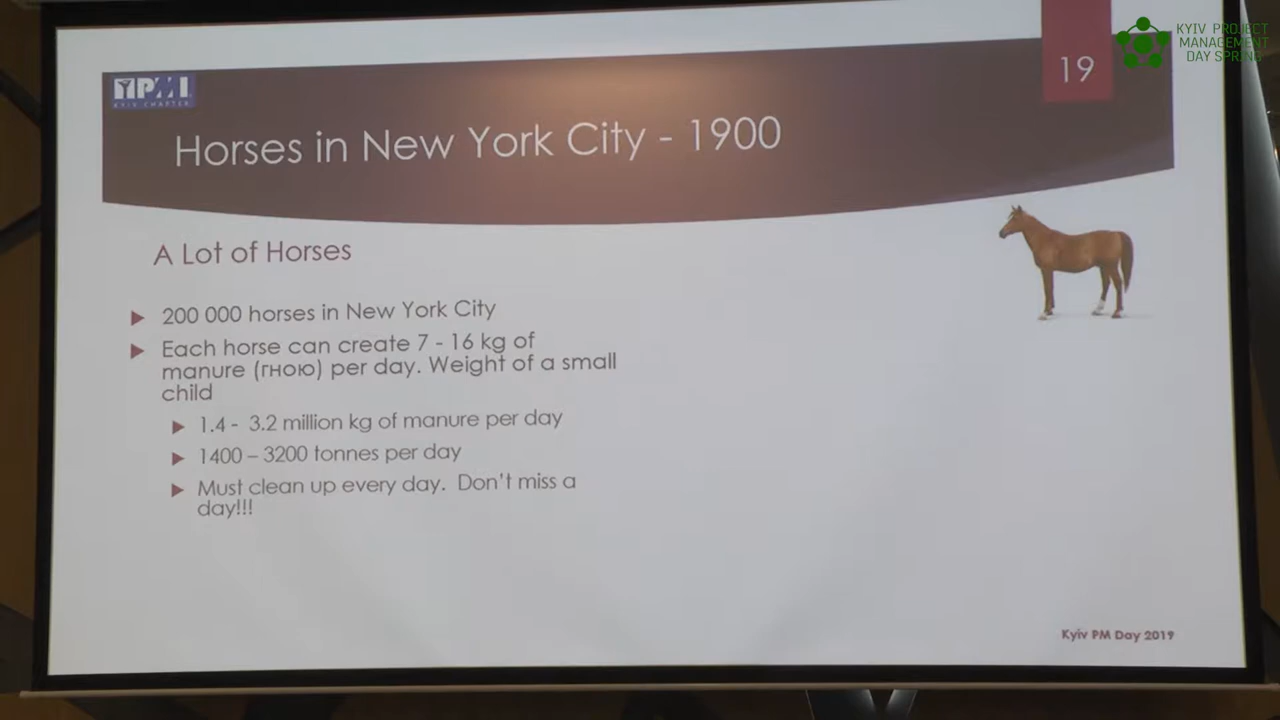 KYIV PROJECT
MANAGEMENT
DAY SPRING
19
PMI
KYIV CHAPTER
Horses in New York City - 1900
A Lot of Horses
200 000 horses in New York City
Each horse can create 7 - 16 kg of
manure (гною) per day. Weight of a small
child
1.4 - 3.2 million kg of manure per day
1400 – 3200 tonnes per day
Must clean up every day. Don't miss a
day!!!
Kyiv PM Day 2019